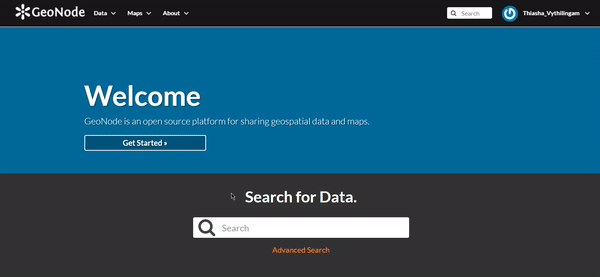 GeoNode Data Maps About Search Thiasha_Vythilingam
Welcome
GeoNode is an open source platform for sharing geospatial data and maps.
Get Started »
Search for Data.
Search
Advanced Search